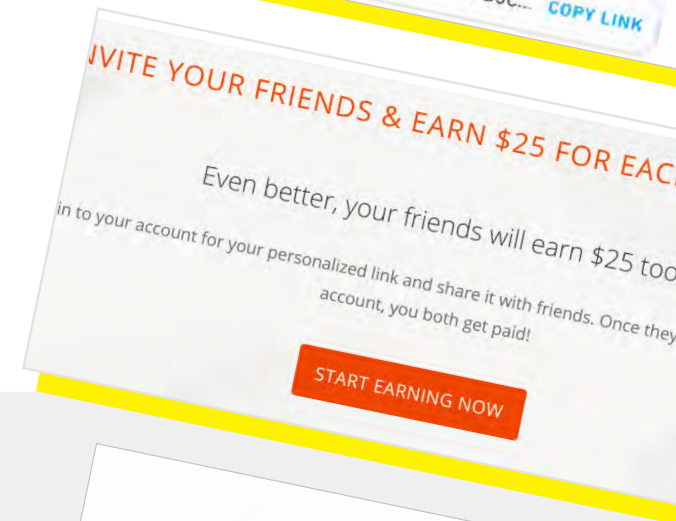 COPY LINK
NVITE YOUR FRIENDS & EARN $25 FOR EAC
Even better, your friends will earn $25 too
in to your account for your personalized link and share it with friends. Once they
account, you both get paid!
START EARNING NOW